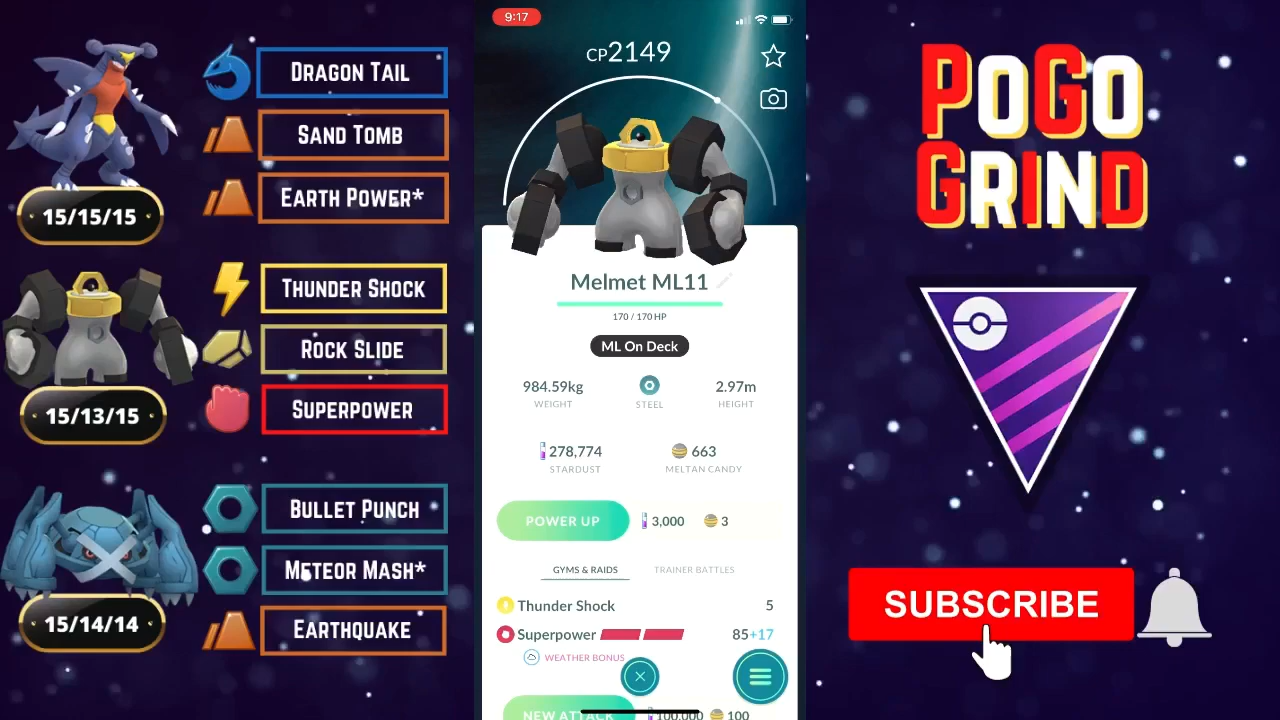 DRAGON TAIL
SAND TOMB
EARTH POWER*
15/15/15
THUNDER SHOCK
ROCK SLIDE
SUPERPOWER
15/13/15
BULLET PUNCH
METEOR MASH*
EARTHQUAKE
15/14/14
9:17
CP2149
Melmet ML11
170 / 170 HP
ML On Deck
984.59kg
WEIGHT
STEEL
2.97m
HEIGHT
278,774
STARDUST
663
MELTAN CANDY
POWER UP
3,000
3
GYMS & RAIDS
TRAINER BATTLES
Thunder Shock 5
Superpower 85+17
WEATHER BONUS
NEW ATTACK 100,000 100
POGO
GRIND
SUBSCRIBE